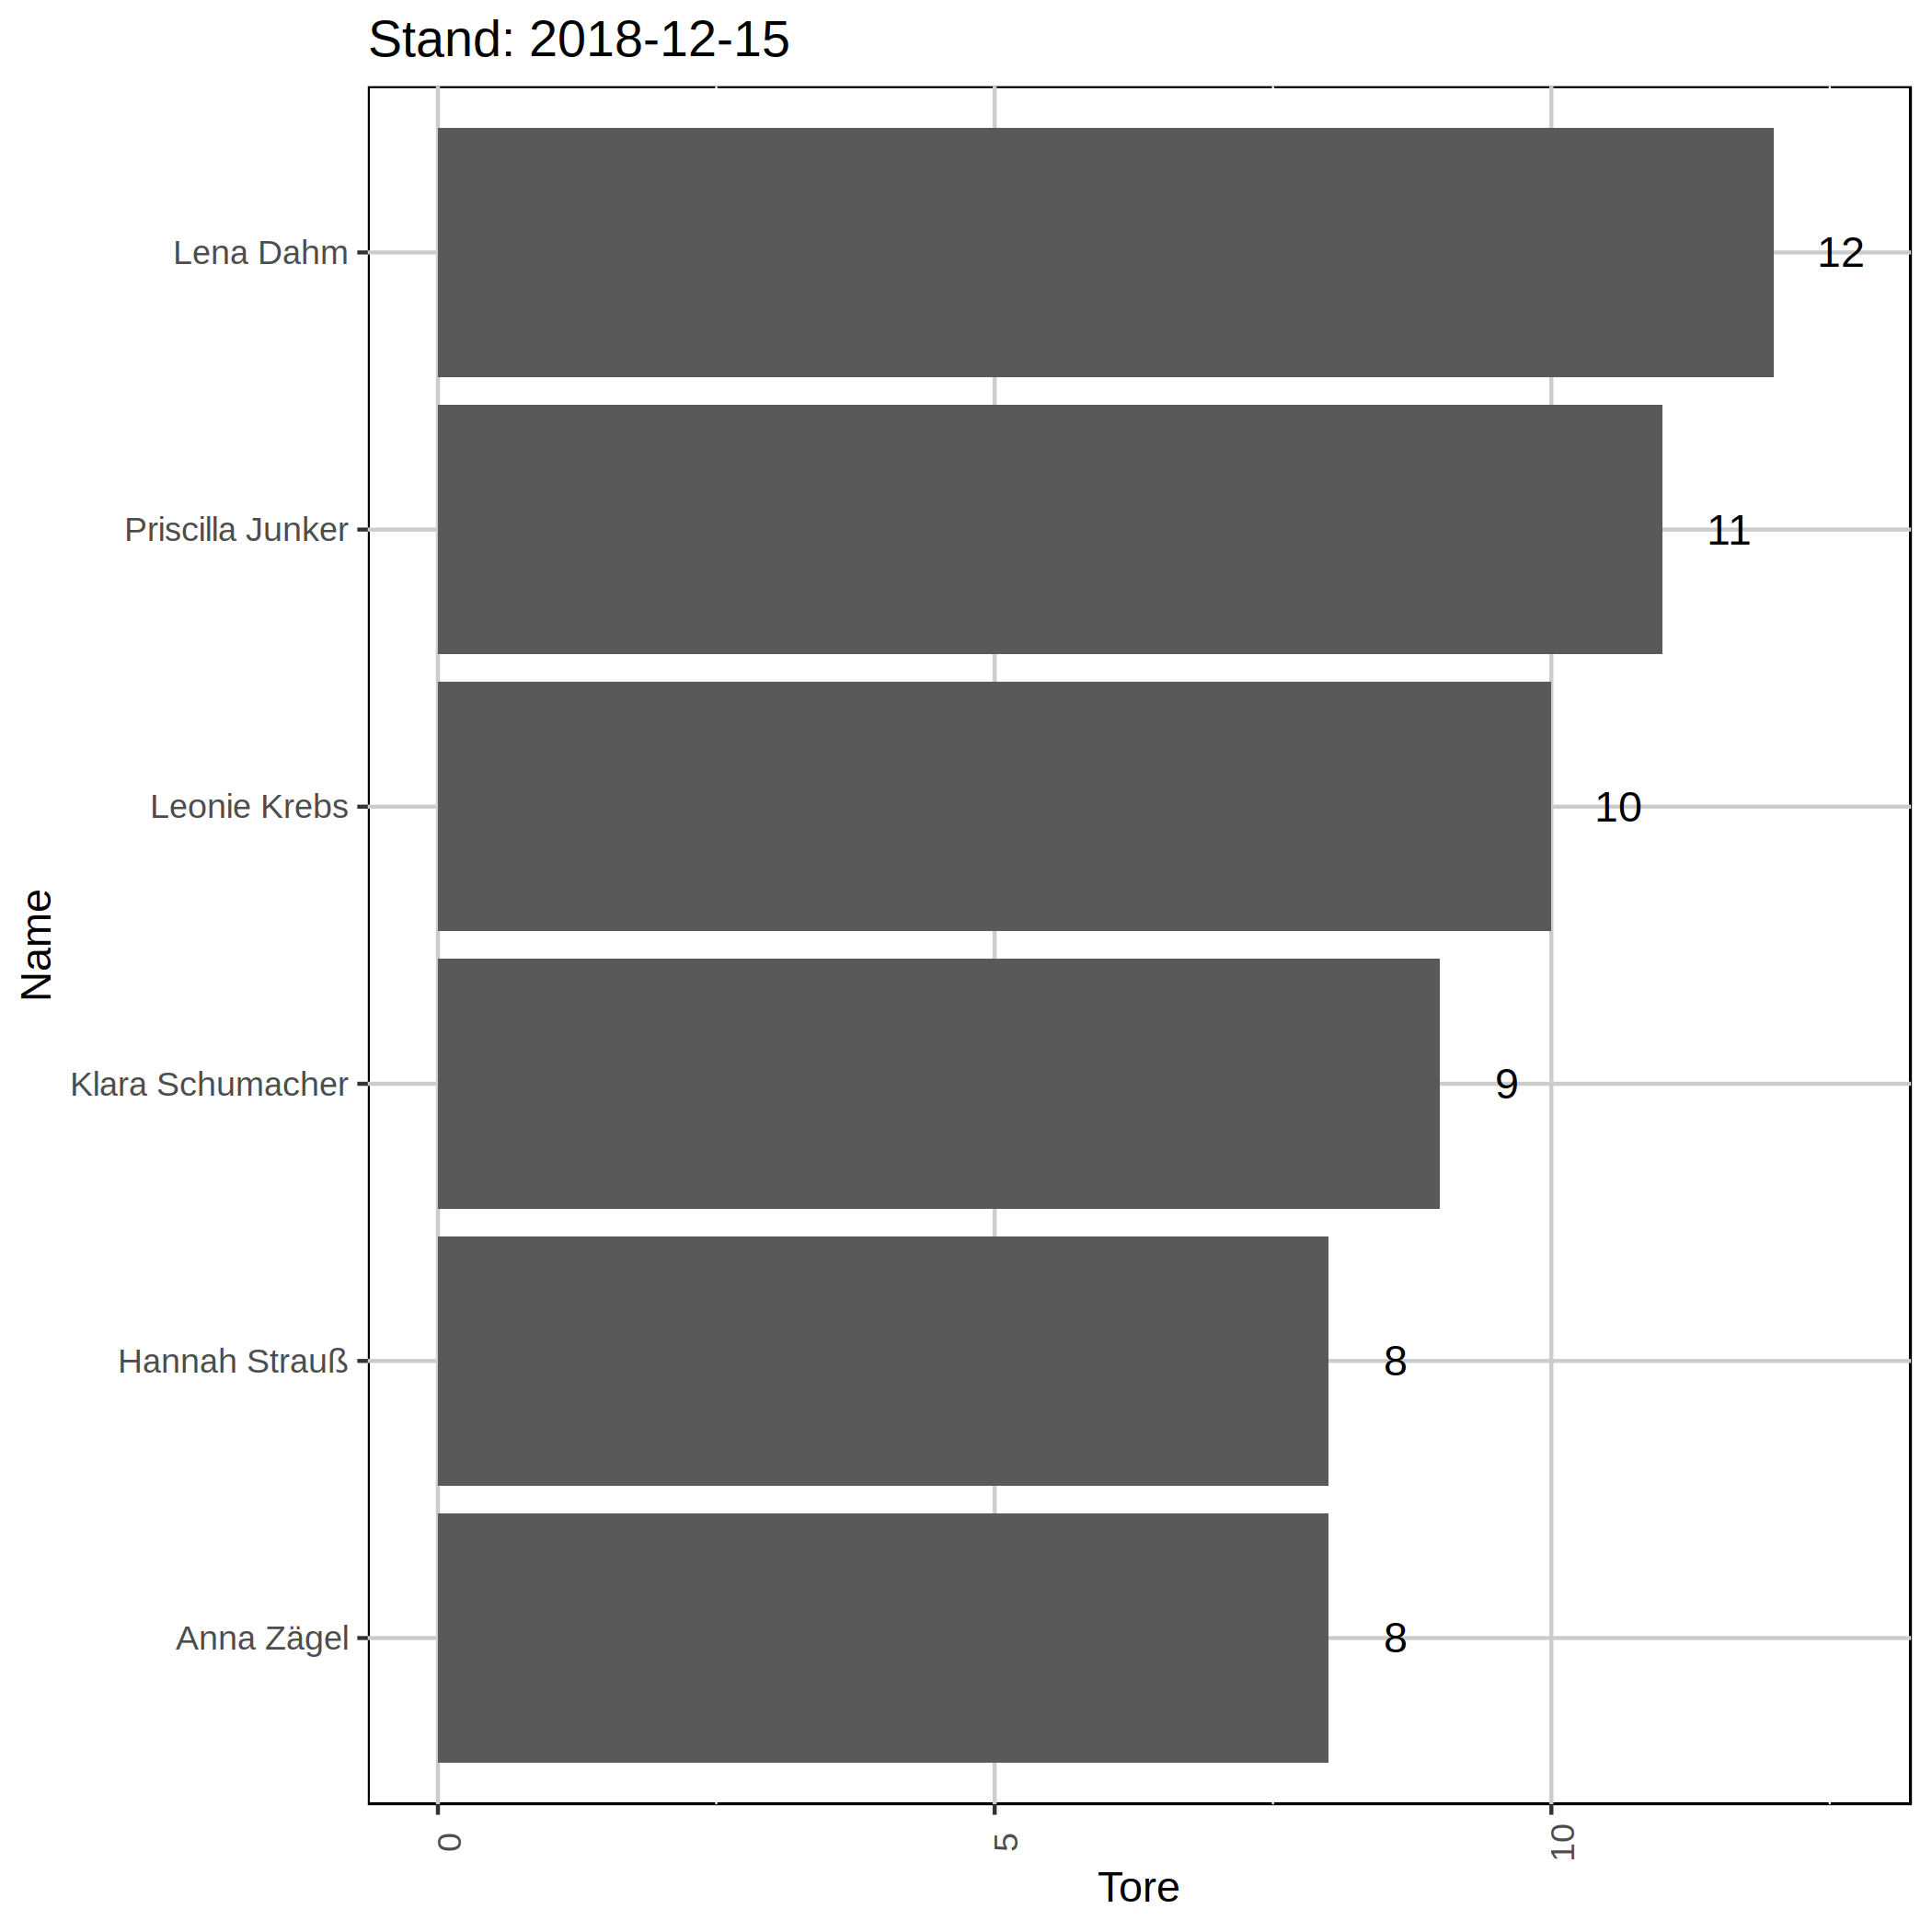 Stand: 2018-12-15
Name
Lena Dahm
12
Priscilla Junker
11
Leonie Krebs
10
Klara Schumacher
9
Hannah Strauß
8
Anna Zägel
8
0
5
10
Tore